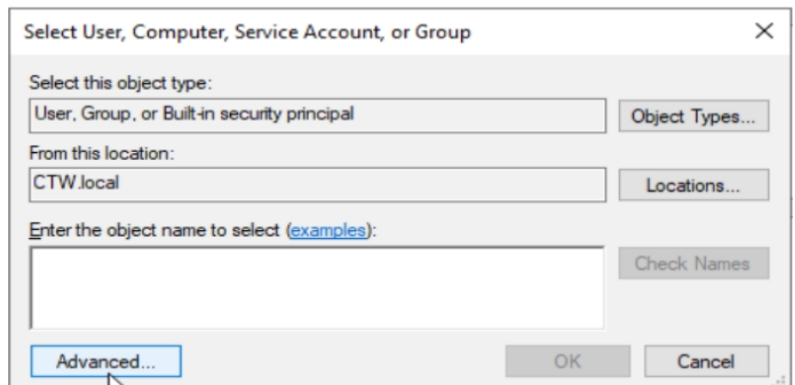 Select User, Computer, Service Account, or Group
Select this object type:
User, Group, or Built-in security principal
Object Types...
From this location:
CTW.local
Locations...
Enter the object name to select (examples):
Check Names
Advanced...
OK
Cancel